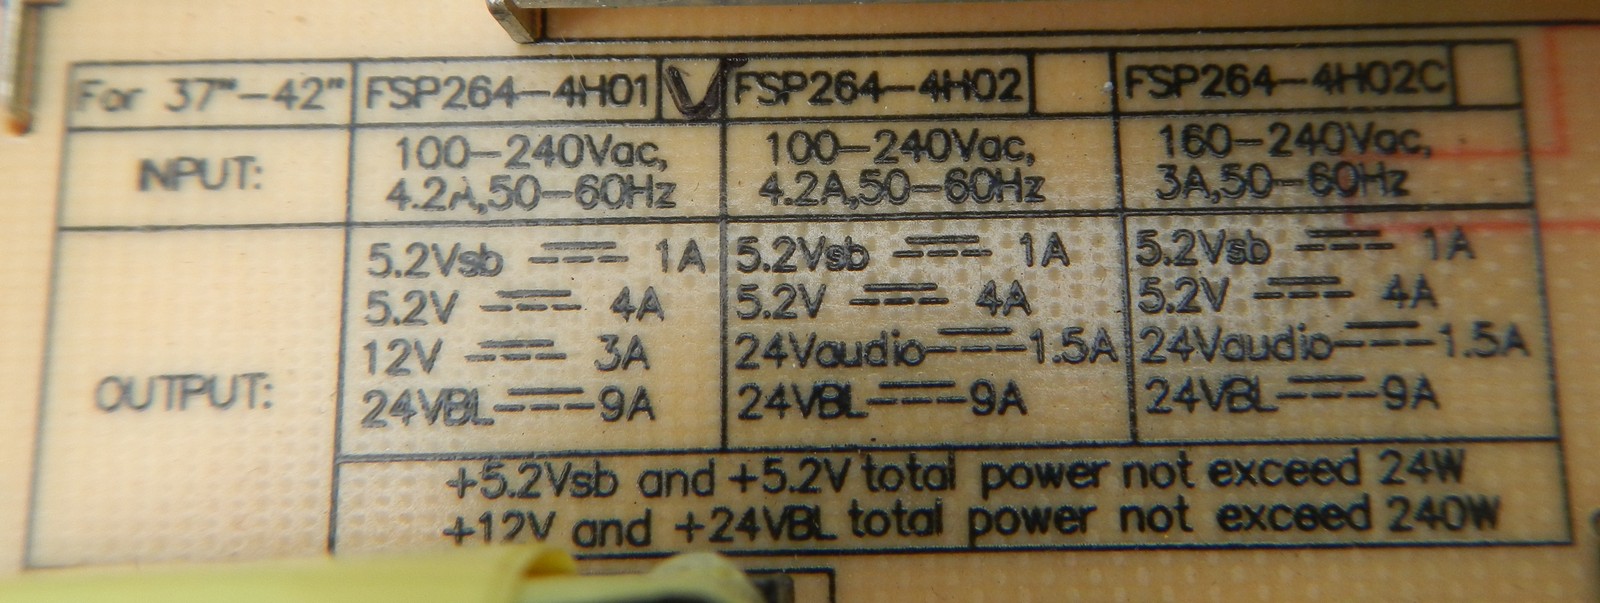 For 37"-42" FSP264-4H01 V FSP264-4H02 FSP264-4H02C
INPUT: 100-240Vac, 100-240Vac, 160-240Vac,
4.2A,50-60Hz 4.2A,50-60Hz 3A,50-60Hz
OUTPUT: 5.2Vsb 1A 5.2Vsb 1A 5.2Vsb 1A
5.2V 4A 5.2V 4A 5.2V 4A
12V 3A 24Vaudio 1.5A 24Vaudio 1.5A
24VBL 9A 24VBL 9A 24VBL 9A
+5.2Vsb and +5.2V total power not exceed 24W
+12V and +24VBL total power not exceed 240W